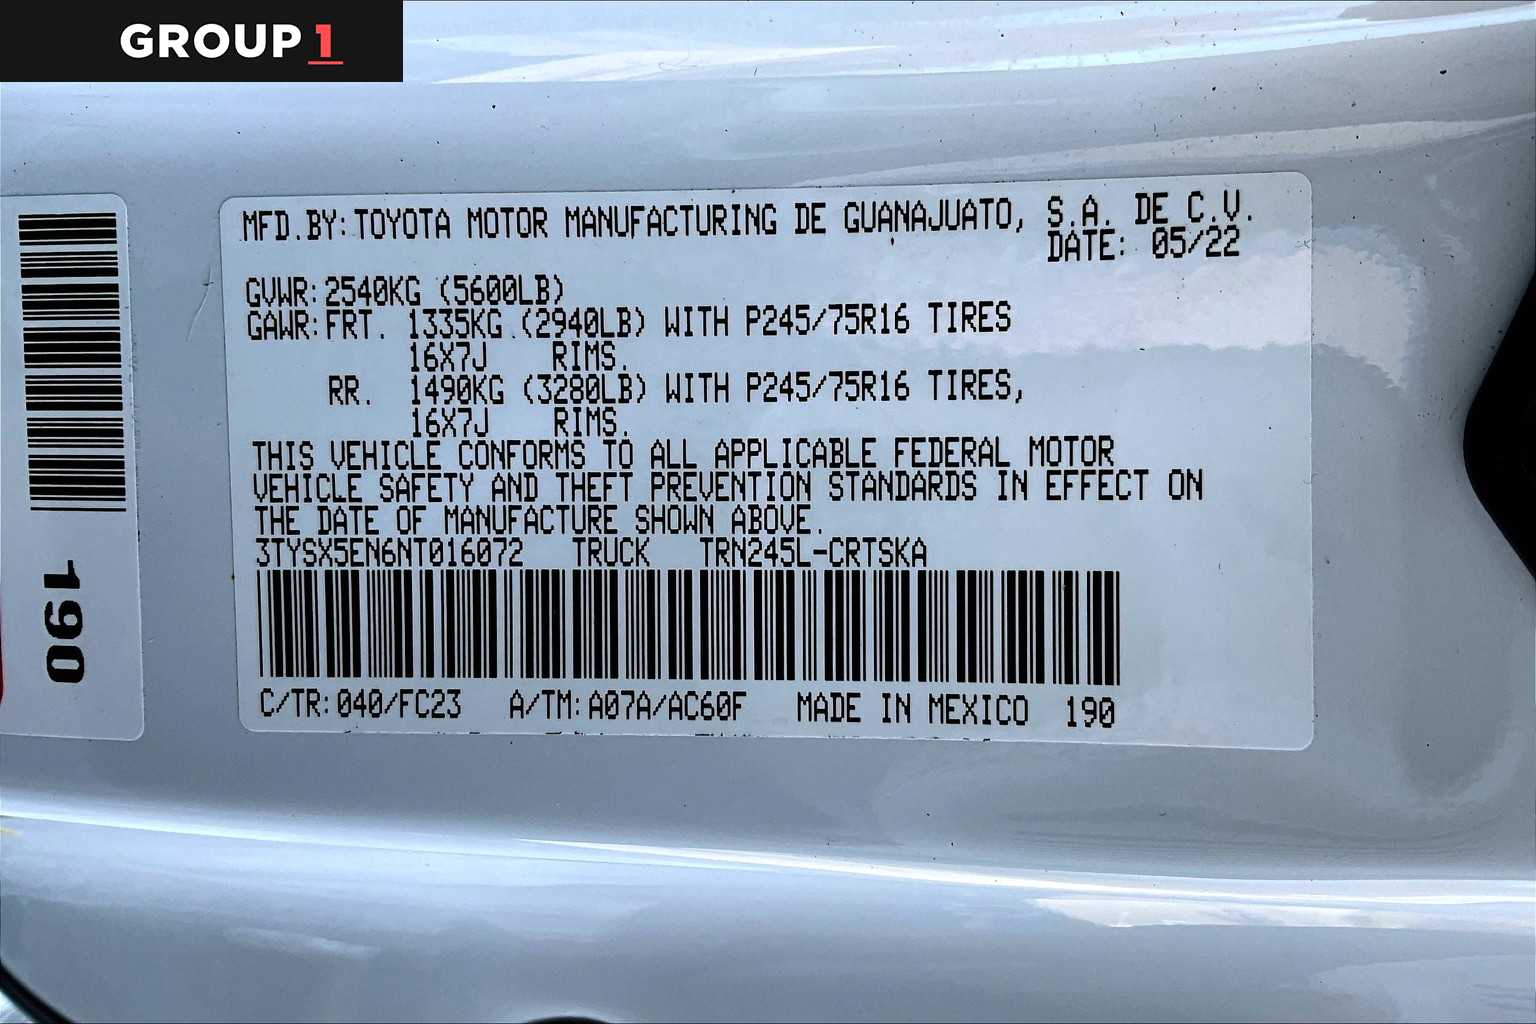 GROUP 1
MFD.BY:TOYOTA MOTOR MANUFACTURING DE GUANAJUATO, S.A. DE C.V.
DATE: 05/22
GVWR:2540KG (5600LB)
GAWR:FRT. 1335KG (2940LB) WITH P245/75R16 TIRES
16X7J RIMS.
RR. 1490KG (3280LB) WITH P245/75R16 TIRES,
16X7J RIMS.
THIS VEHICLE CONFORMS TO ALL APPLICABLE FEDERAL MOTOR
VEHICLE SAFETY AND THEFT PREVENTION STANDARDS IN EFFECT ON
THE DATE OF MANUFACTURE SHOWN ABOVE.
3TYSX5EN6NT016072 TRUCK TRN245L-CRTSKA
C/TR:040/FC23 A/TM:A07A/AC60F MADE IN MEXICO 190
190